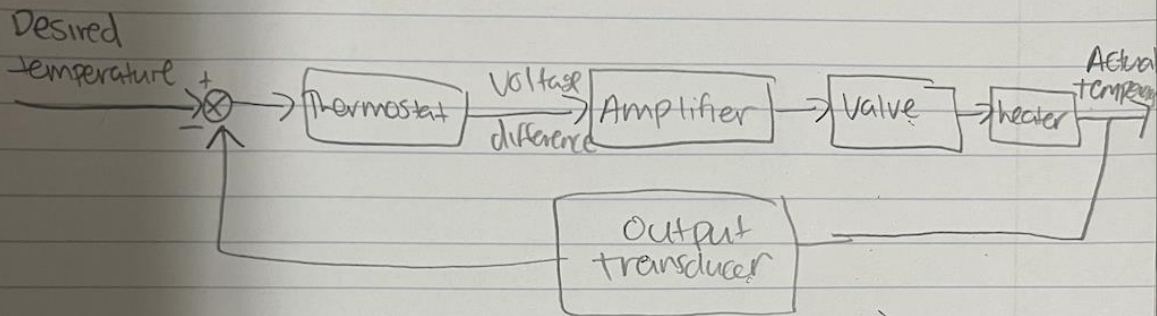 Desired
temperature
+
−
Thermostat
Voltage
difference
Amplifier
Valve
heater
Actual
Output
transducer